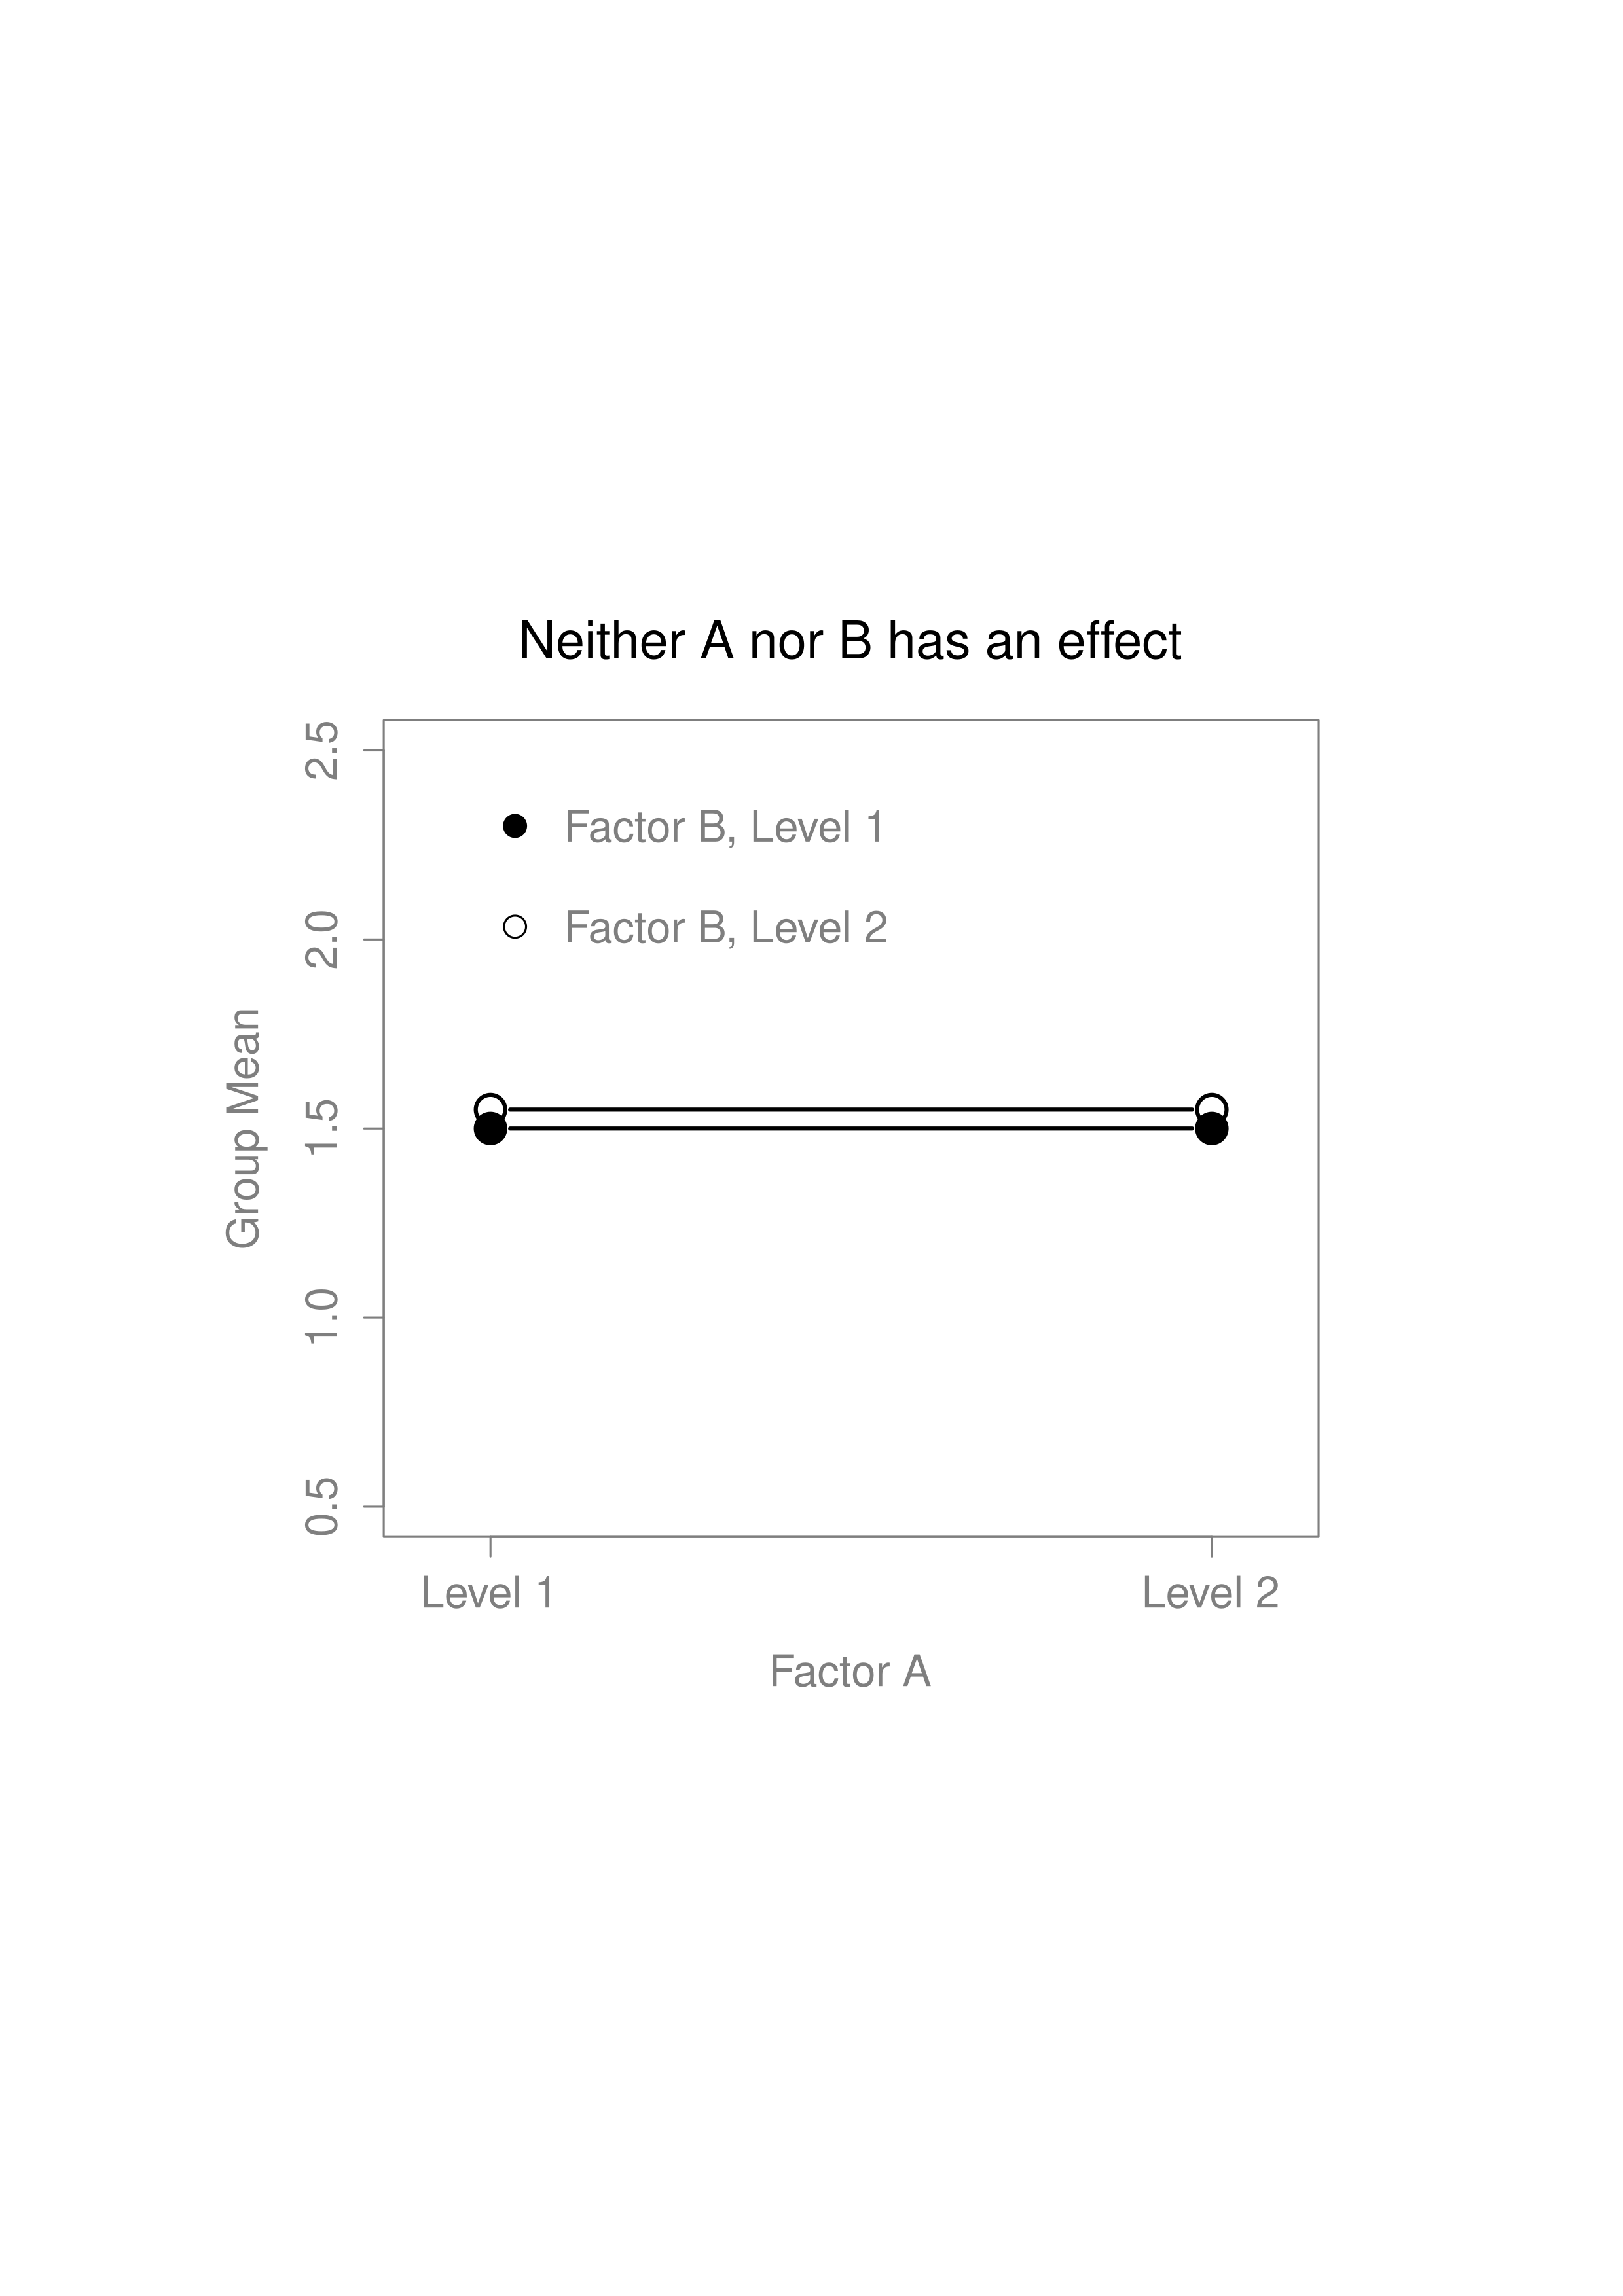 Neither A nor B has an effect
2.5
2.0
1.5
1.0
0.5
Group Mean
Factor B, Level 1
Factor B, Level 2
Level 1
Level 2
Factor A